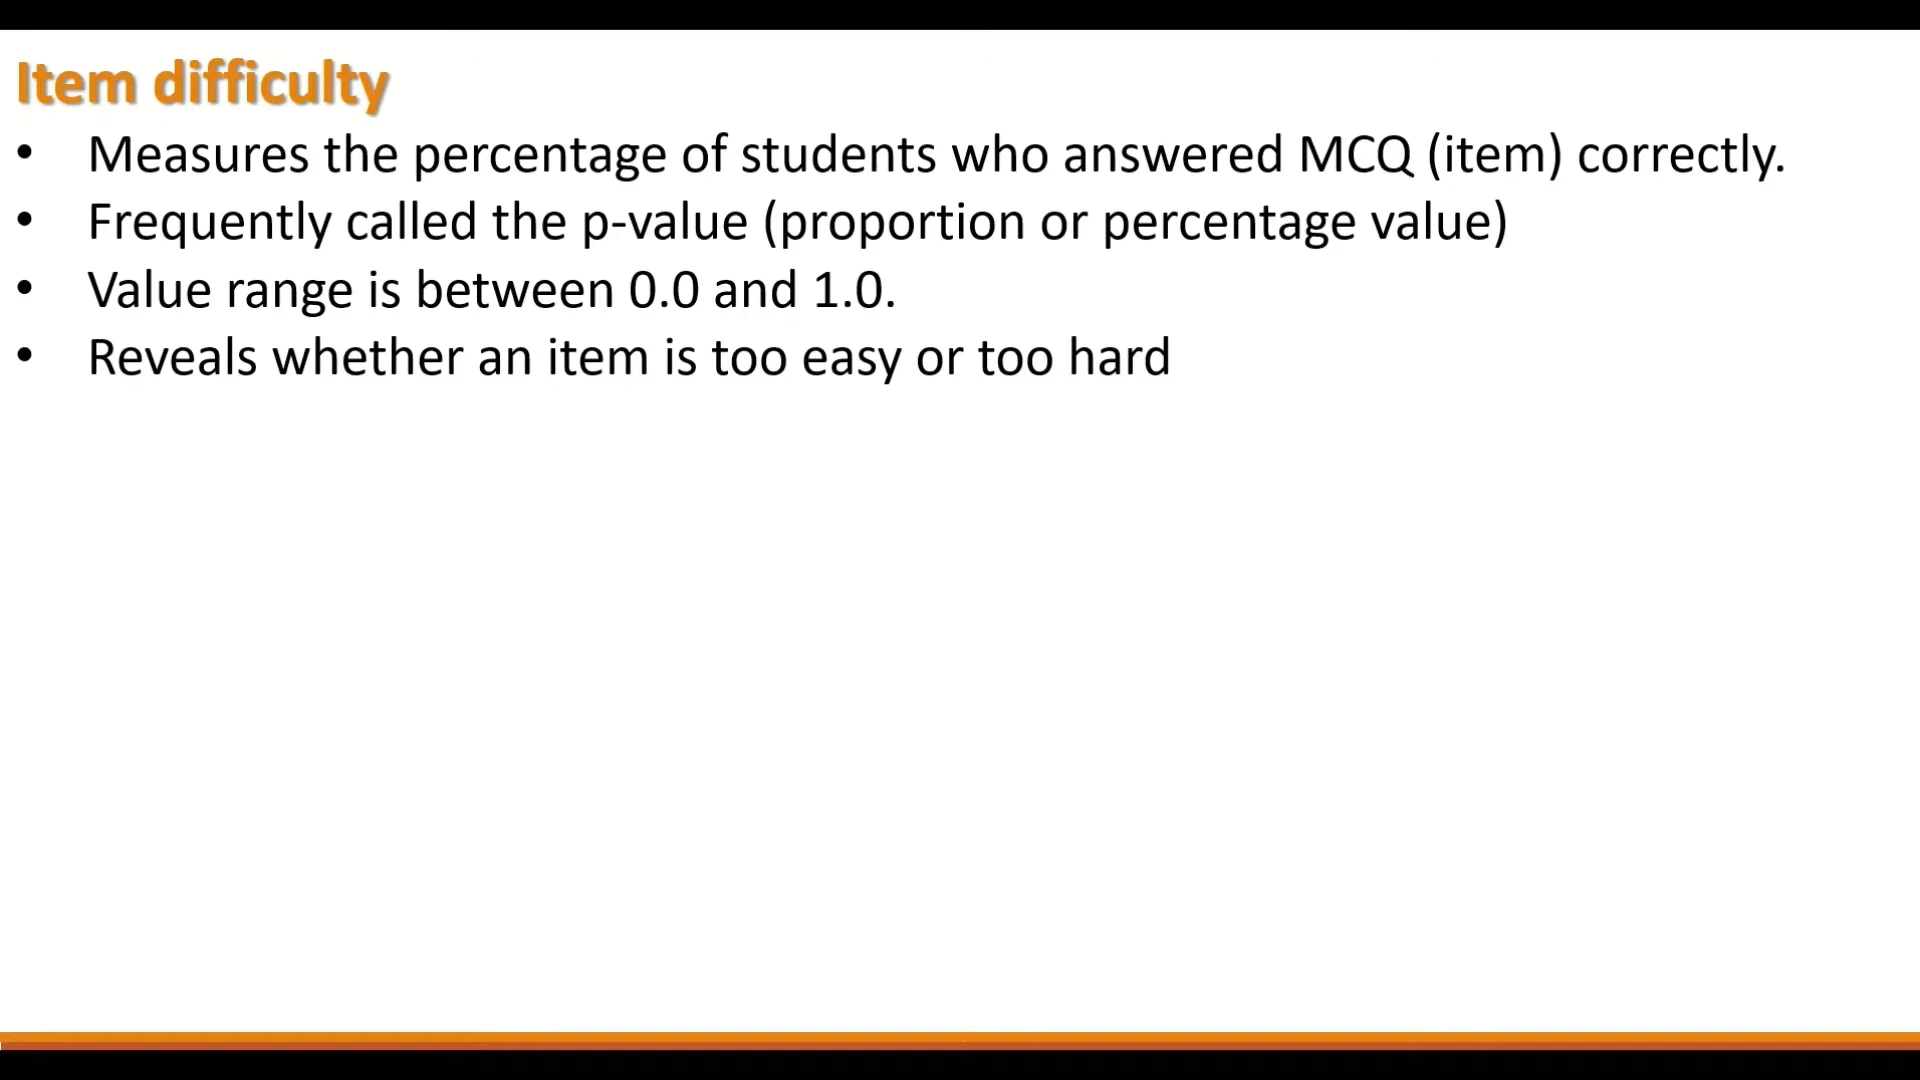 Item difficulty
• Measures the percentage of students who answered MCQ (item) correctly.
• Frequently called the p-value (proportion or percentage value)
• Value range is between 0.0 and 1.0.
• Reveals whether an item is too easy or too hard